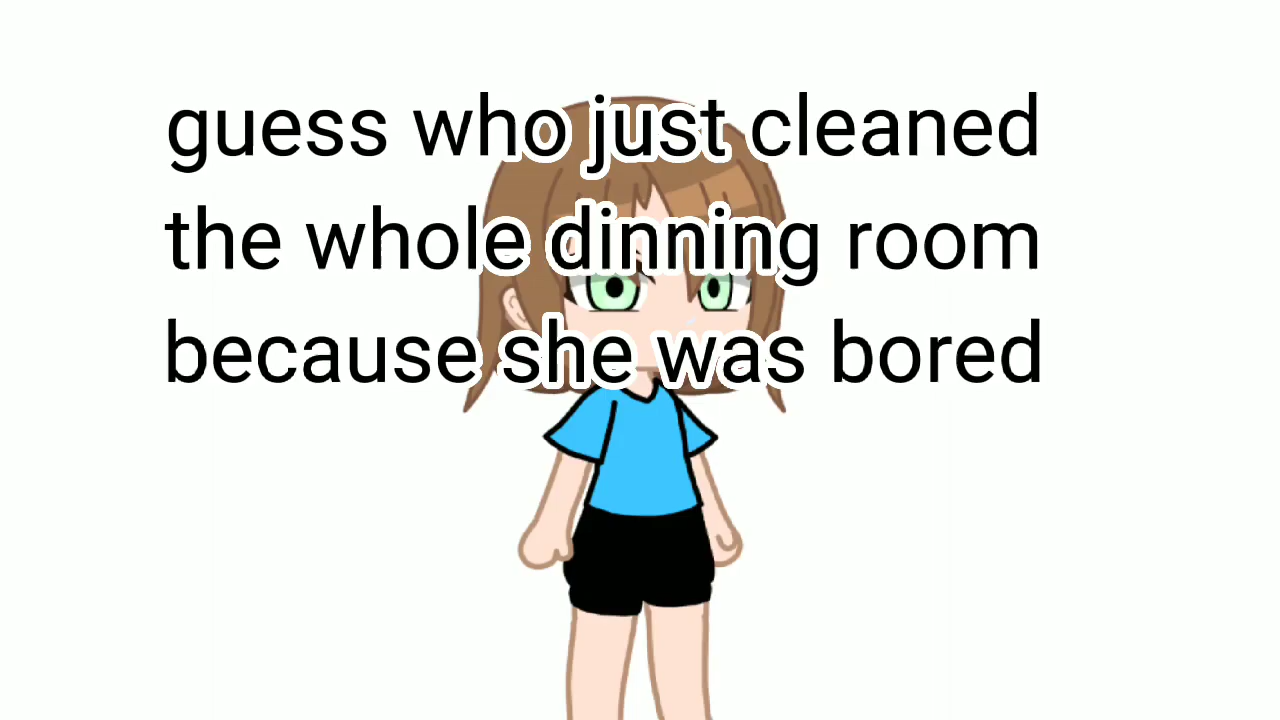 guess who just cleaned
the whole dinning room
because she was bored